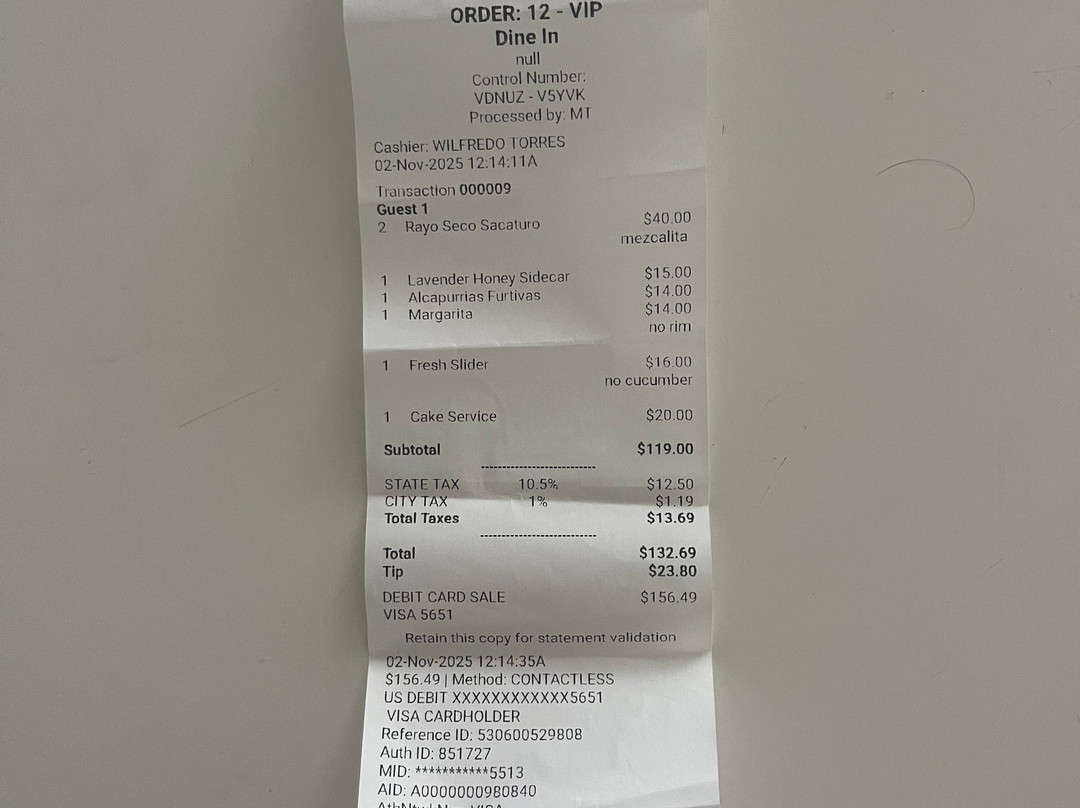 ORDER: 12 - VIP
Dine In
null
Control Number:
VDNUZ - V5YVK
Processed by: MT
Cashier: WILFREDO TORRES
02-Nov-2025 12:14:11A
Transaction 000009
Guest 1
2 Rayo Seco Sacaturo $40.00
mezcalita
1 Lavender Honey Sidecar $15.00
1 Alcapurrias Furtivas $14.00
1 Margarita $14.00
no rim
1 Fresh Slider $16.00
no cucumber
1 Cake Service $20.00
Subtotal $119.00
-------------------------
STATE TAX 10.5% $12.50
CITY TAX 1% $1.19
Total Taxes $13.69
-------------------------
Total $132.69
Tip $23.80
DEBIT CARD SALE $156.49
VISA 5651
Retain this copy for statement validation
02-Nov-2025 12:14:35A
$156.49 | Method: CONTACTLESS
US DEBIT XXXXXXXXXXXX5651
VISA CARDHOLDER
Reference ID: 530600529808
Auth ID: 851727
MID: ***********5513
AID: A0000000980840